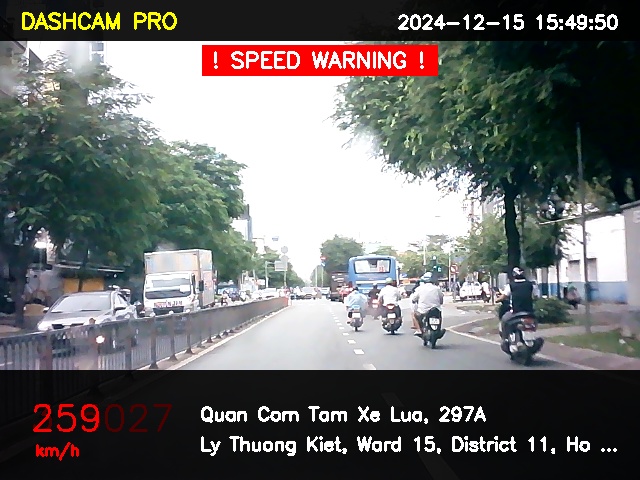 DASHCAM PRO
2024-12-15 15:49:50
! SPEED WARNING !
259027
km/h
Quan Com Tam Xe Lua, 297A
Ly Thuong Kiet, Ward 15, District 11, Ho ...